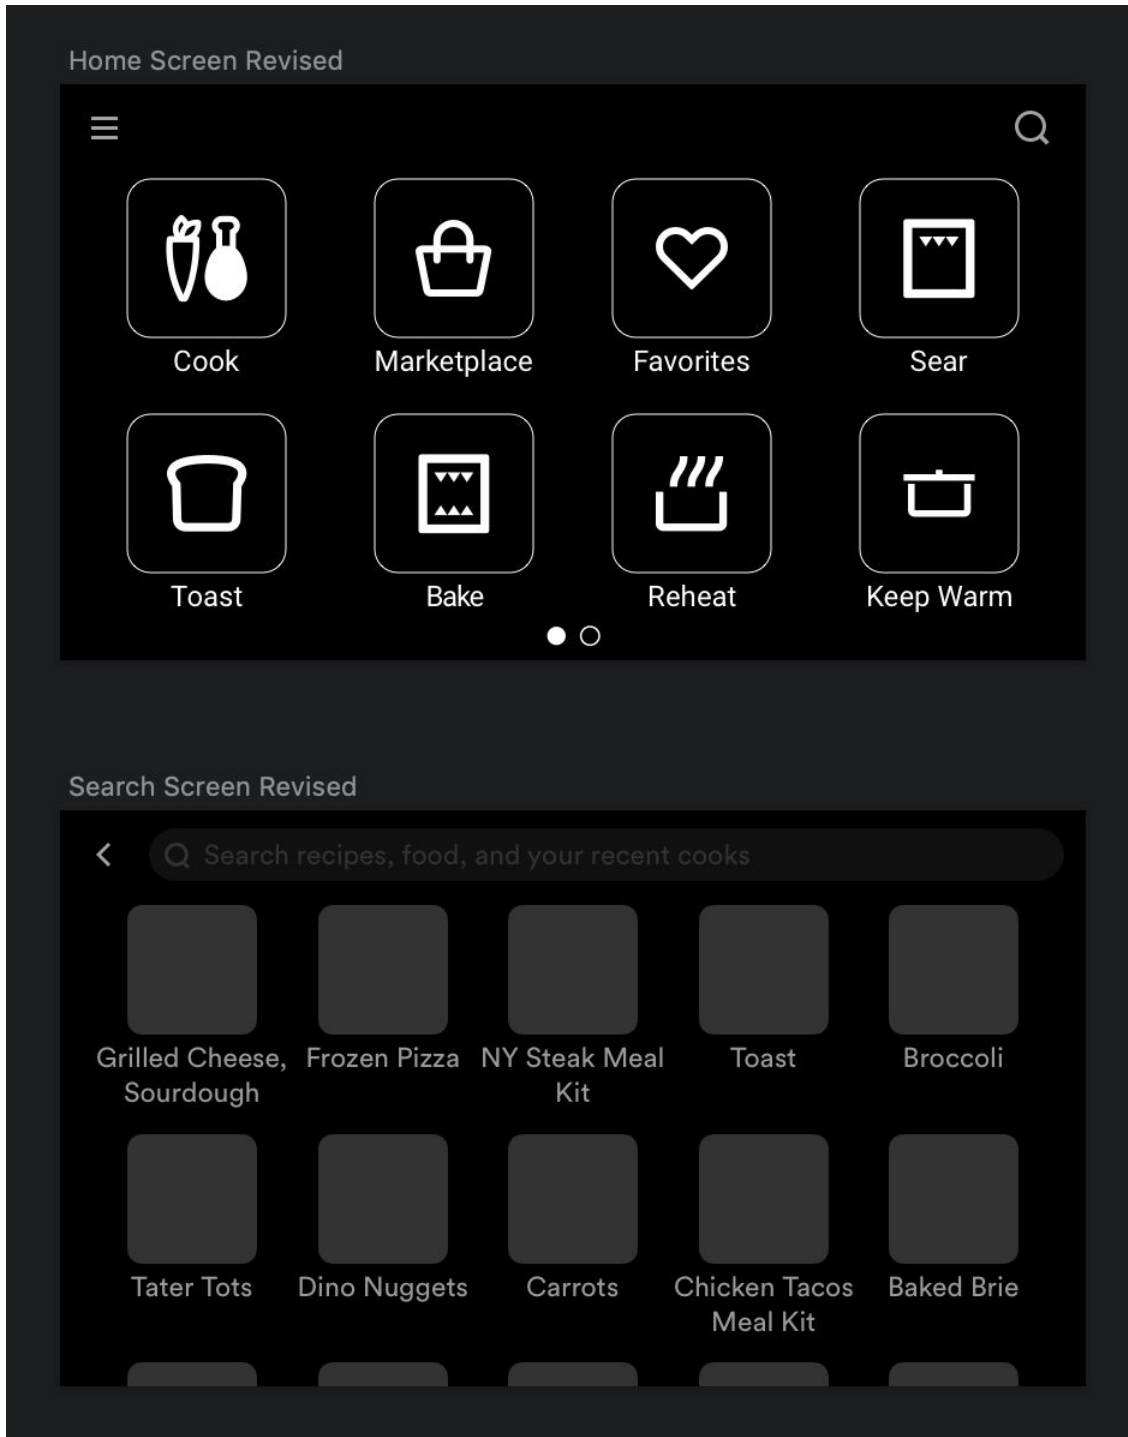 Home Screen Revised
Cook
Marketplace
Favorites
Sear
Toast
Bake
Reheat
Keep Warm
Search Screen Revised
Search recipes, food, and your recent cooks
Grilled Cheese,
Sourdough
Frozen Pizza
NY Steak Meal
Kit
Toast
Broccoli
Tater Tots
Dino Nuggets
Carrots
Chicken Tacos
Meal Kit
Baked Brie